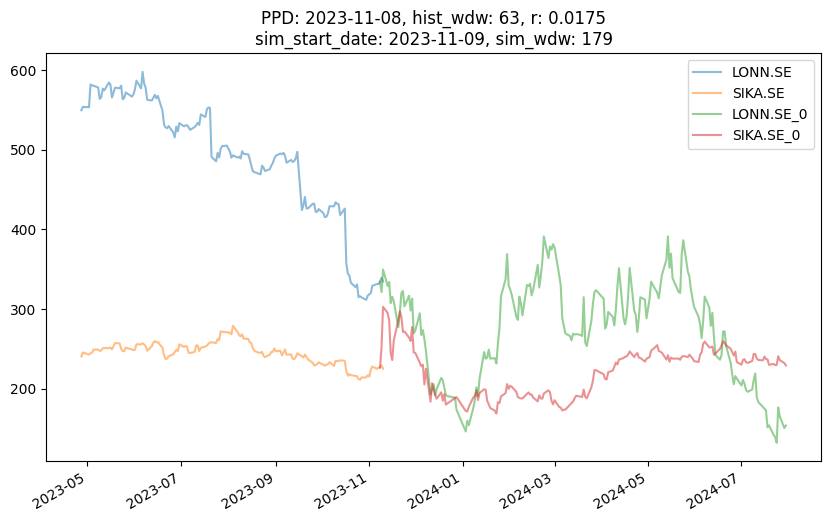 PPD: 2023-11-08, hist_wdw: 63, r: 0.0175
sim_start_date: 2023-11-09, sim_wdw: 179
LONN.SE
SIKA.SE
LONN.SE_0
SIKA.SE_0
600
500
400
300
200
2023-05
2023-07
2023-09
2023-11
2024-01
2024-03
2024-05
2024-07